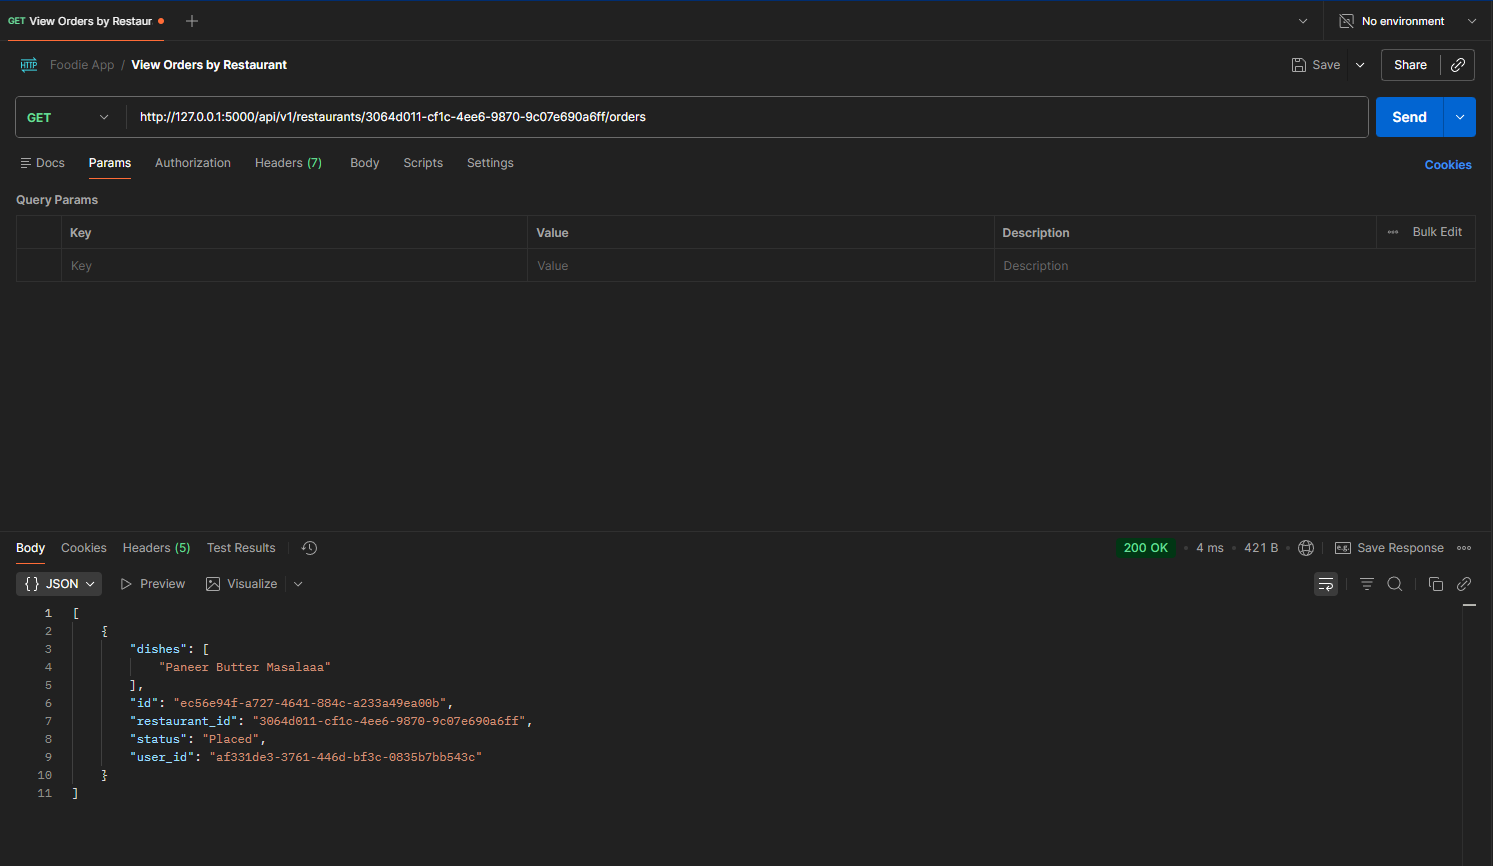 GET View Orders by Restaur
No environment
HTTP Foodie App / View Orders by Restaurant
Save
Share
GET
http://127.0.0.1:5000/api/v1/restaurants/3064d011-cf1c-4ee6-9870-9c07e690a6ff/orders
Send
Docs Params Authorization Headers (7) Body Scripts Settings
Cookies
Query Params
Key Value Description Bulk Edit
Key Value Description
Body Cookies Headers (5) Test Results
200 OK • 4 ms • 421 B
e.g. Save Response
{} JSON Preview Visualize
1 [
2 {
3 "dishes": [
4 "Paneer Butter Masalaaa"
5 ],
6 "id": "ec56e94f-a727-4641-884c-a233a49ea00b",
7 "restaurant_id": "3064d011-cf1c-4ee6-9870-9c07e690a6ff",
8 "status": "Placed",
9 "user_id": "af331de3-3761-446d-bf3c-0835b7bb543c"
10 }
11 ]